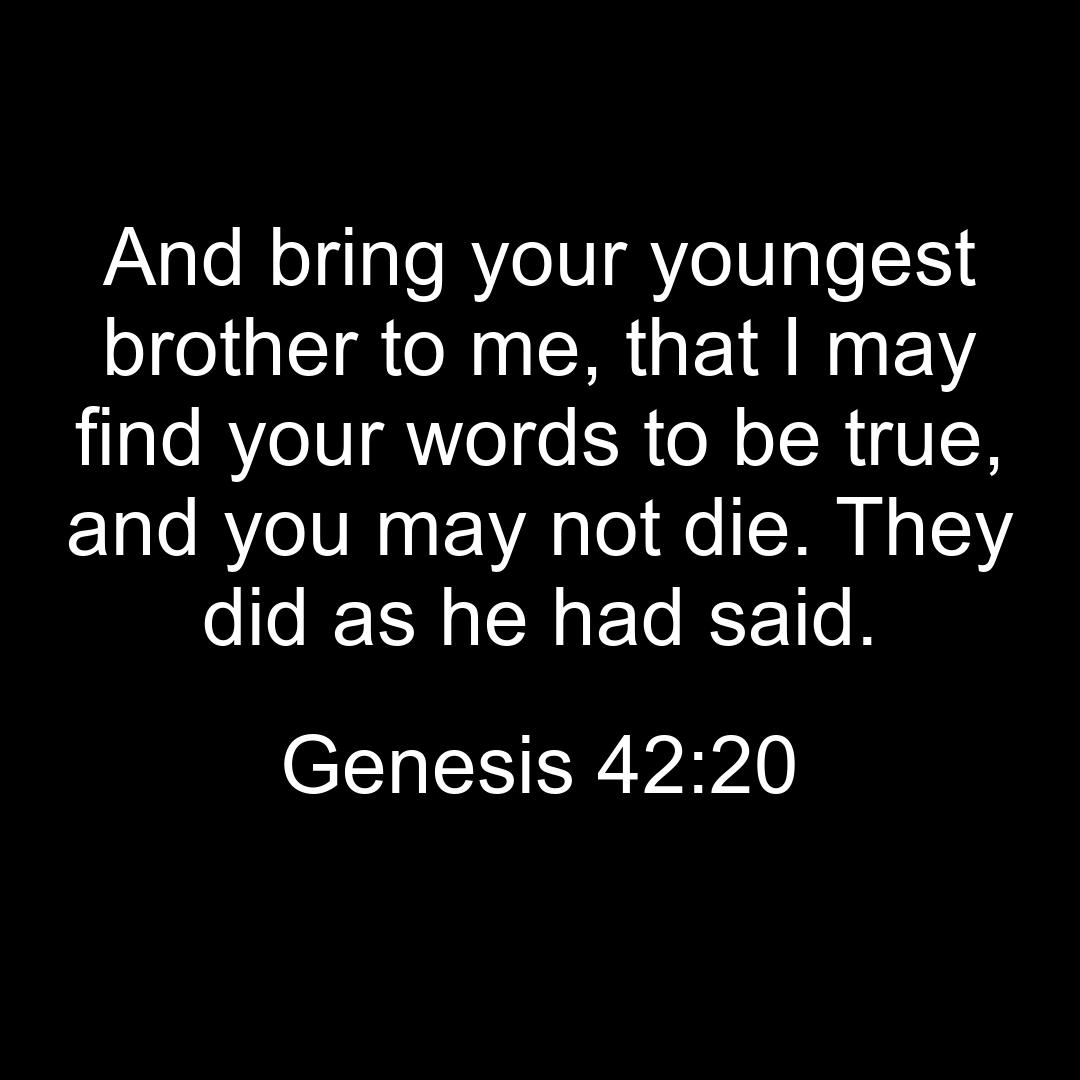 And bring your youngest
brother to me, that I may
find your words to be true,
and you may not die. They
did as he had said.
Genesis 42:20